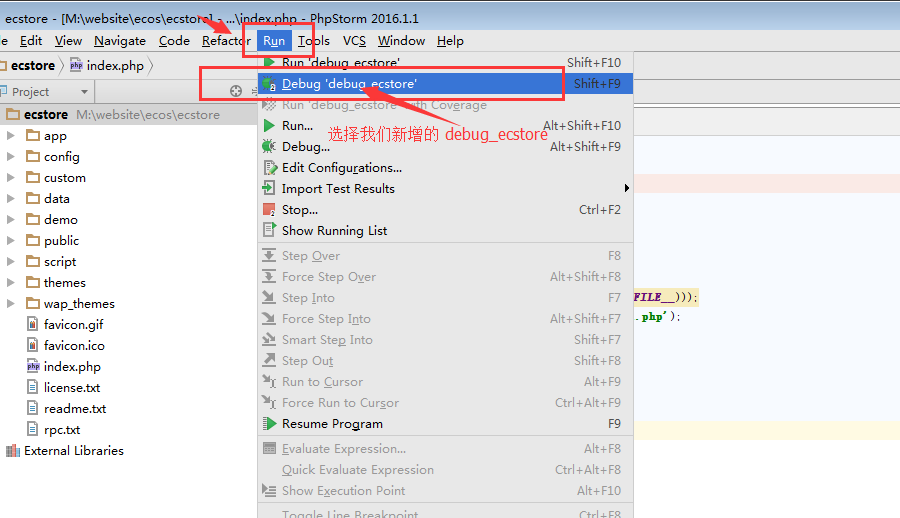 ecstore - [M:\website\ecos\ecstore] - ...\index.php - PhpStorm 2016.1.1
Edit View Navigate Code Refactor Run Tools VCS Window Help
ecstore index.php
Run 'debug_ecstore' Shift+F10
Project
Debug 'debug_ecstore' Shift+F9
Run 'debug_ecstore' with Coverage
ecstore M:\website\ecos\ecstore
Run... Alt+Shift+F10
选择我们新增的 debug_ecstore
app
Debug... Alt+Shift+F9
config
Edit Configurations...
custom
Import Test Results
data
Stop... Ctrl+F2
demo
Show Running List
public
Step Over F8
script
Force Step Over Alt+Shift+F8
themes
Step Into F7
FILE__)));
wap_themes
Force Step Into Alt+Shift+F7
.php');
favicon.gif
Smart Step Into Shift+F7
favicon.ico
Step Out Shift+F8
index.php
Run to Cursor Alt+F9
license.txt
Force Run to Cursor Ctrl+Alt+F9
readme.txt
Resume Program F9
rpc.txt
Evaluate Expression... Alt+F8
External Libraries
Quick Evaluate Expression Ctrl+Alt+F8
Show Execution Point Alt+F10
Toggle Line Breakpoint Ctrl+F8